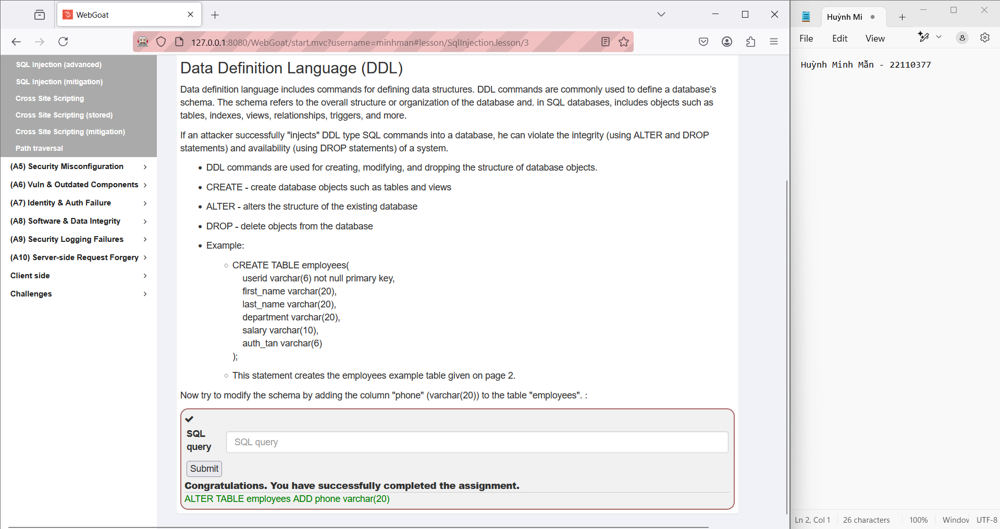 WebGoat
127.0.0.1:8080/WebGoat/start.mvc?username=minhman#lesson/SqlInjection.lesson/3
SQL Injection (advanced)
SQL Injection (mitigation)
Cross Site Scripting
Cross Site Scripting (stored)
Cross Site Scripting (mitigation)
Path traversal
(A5) Security Misconfiguration
(A6) Vuln & Outdated Components
(A7) Identity & Auth Failure
(A8) Software & Data Integrity
(A9) Security Logging Failures
(A10) Server-side Request Forgery
Client side
Challenges
Data Definition Language (DDL)
Data definition language includes commands for defining data structures. DDL commands are commonly used to define a database's
schema. The schema refers to the overall structure or organization of the database and. in SQL databases, includes objects such as
tables, indexes, views, relationships, triggers, and more.
If an attacker successfully "injects" DDL type SQL commands into a database, he can violate the integrity (using ALTER and DROP
statements) and availability (using DROP statements) of a system.
• DDL commands are used for creating, modifying, and dropping the structure of database objects.
• CREATE - create database objects such as tables and views
• ALTER - alters the structure of the existing database
• DROP - delete objects from the database
• Example:
○ CREATE TABLE employees(
userid varchar(6) not null primary key,
first_name varchar(20),
last_name varchar(20),
department varchar(20),
salary varchar(10),
auth_tan varchar(6)
);
○ This statement creates the employees example table given on page 2.
Now try to modify the schema by adding the column "phone" (varchar(20)) to the table "employees". :
SQL
query
SQL query
Submit
Congratulations. You have successfully completed the assignment.
ALTER TABLE employees ADD phone varchar(20)
Huỳnh Mi
File Edit View
Huỳnh Minh Mẫn - 22110377
Ln 2, Col 1 26 characters 100% Window UTF-8